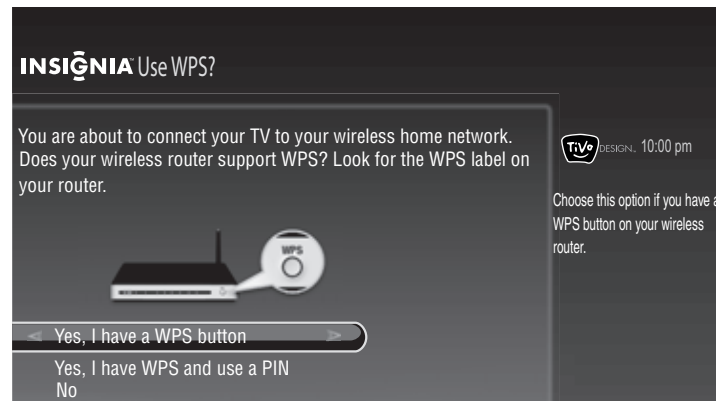 INSIGNIA™ Use WPS?
You are about to connect your TV to your wireless home network.
Does your wireless router support WPS? Look for the WPS label on
your router.
WPS
Yes, I have a WPS button
Yes, I have WPS and use a PIN
No
TiVo DESIGN™ 10:00 pm
Choose this option if you have a
WPS button on your wireless
router.